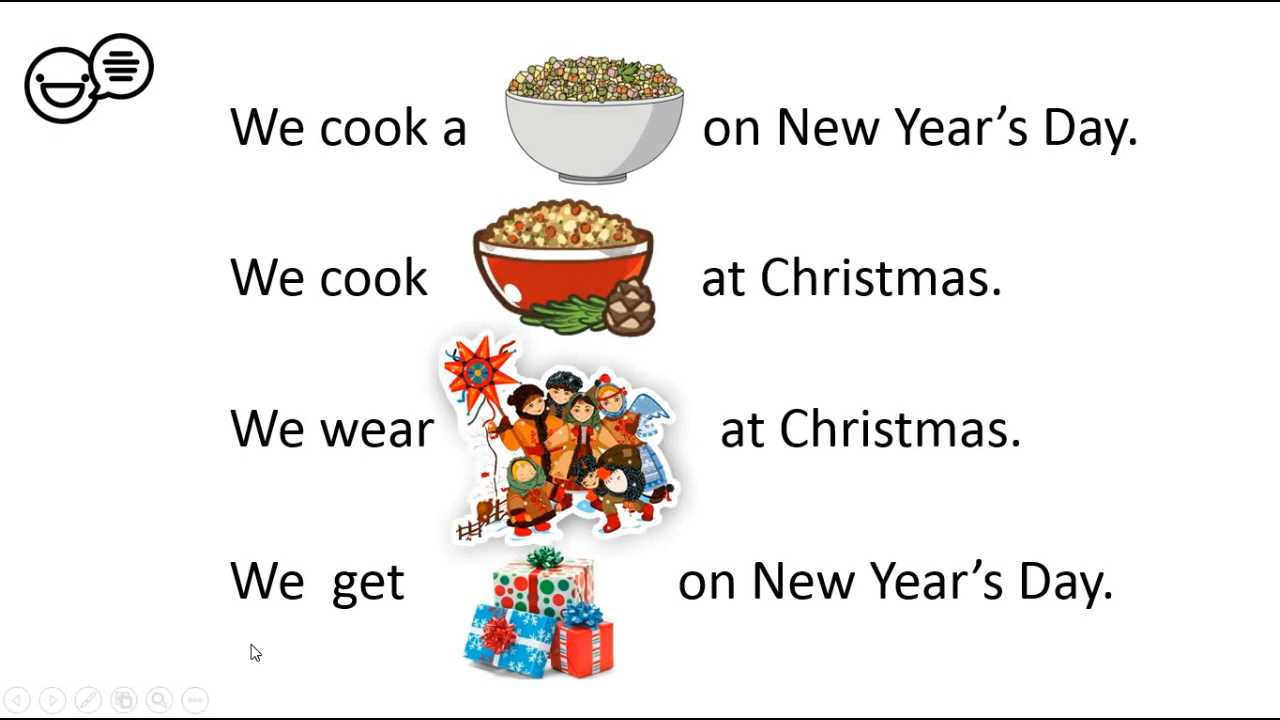 We cook a on New Year’s Day.
We cook at Christmas.
We wear at Christmas.
We get on New Year’s Day.